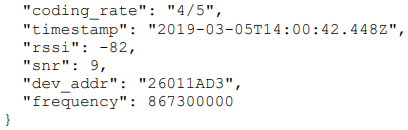 "coding_rate": "4/5",
"timestamp": "2019-03-05T14:00:42.448Z",
"rssi": -82,
"snr": 9,
"dev_addr": "26011AD3",
"frequency": 867300000
}